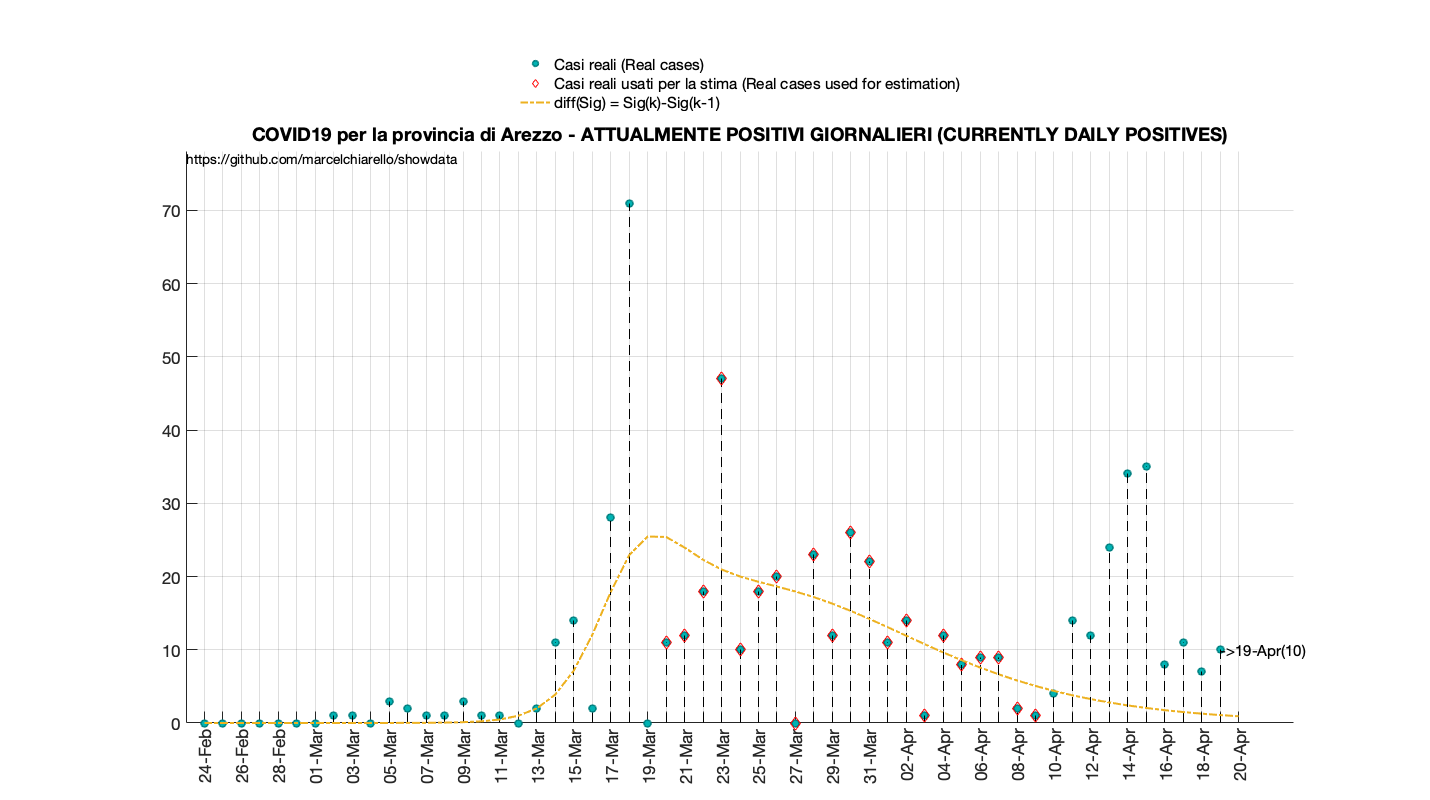 Casi reali (Real cases)
Casi reali usati per la stima (Real cases used for estimation)
diff(Sig) = Sig(k)-Sig(k-1)
COVID19 per la provincia di Arezzo - ATTUALMENTE POSITIVI GIORNALIERI (CURRENTLY DAILY POSITIVES)
https://github.com/marcelchiarello/showdata
70
60
50
40
30
20
10
0
->19-Apr(10)
24-Feb
26-Feb
28-Feb
01-Mar
03-Mar
05-Mar
07-Mar
09-Mar
11-Mar
13-Mar
15-Mar
17-Mar
19-Mar
21-Mar
23-Mar
25-Mar
27-Mar
29-Mar
31-Mar
02-Apr
04-Apr
06-Apr
08-Apr
10-Apr
12-Apr
14-Apr
16-Apr
18-Apr
20-Apr